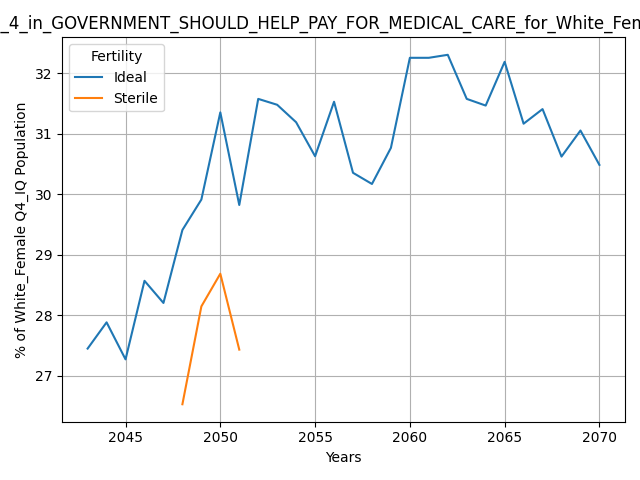 _4_in_GOVERNMENT_SHOULD_HELP_PAY_FOR_MEDICAL_CARE_for_White_Fem
Fertility
Ideal
Sterile
% of White_Female Q4_IQ Population
32
31
30
29
28
27
2045 2050 2055 2060 2065 2070
Years